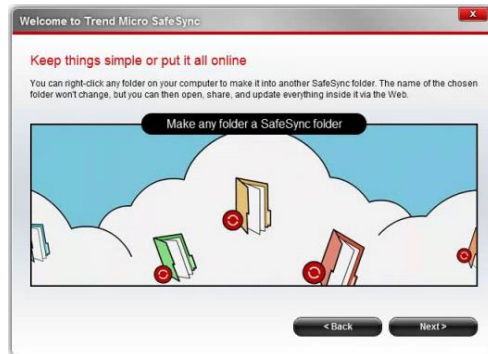 Welcome to Trend Micro SafeSync
X
Keep things simple or put it all online
You can right-click any folder on your computer to make it into another SafeSync folder. The name of the chosen
folder won't change, but you can then open, share, and update everything inside it via the Web.
Make any folder a SafeSync folder
< Back
Next >